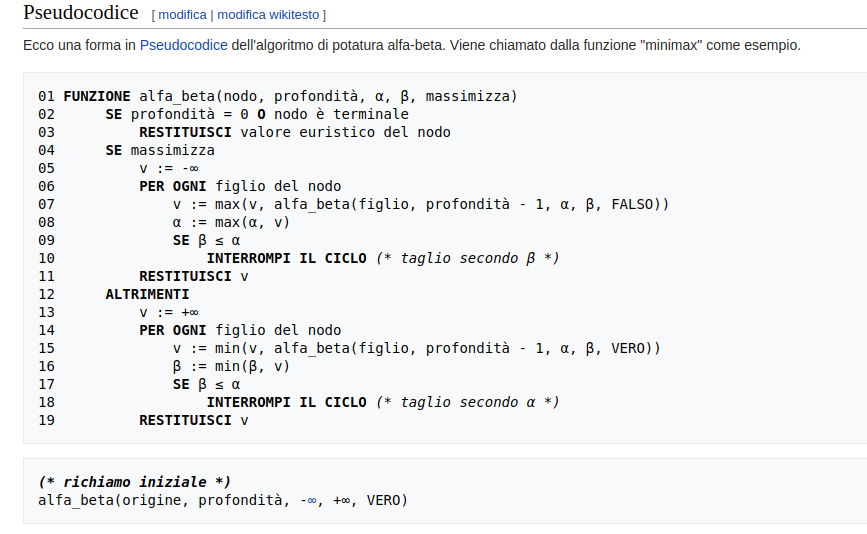 Pseudocodice [ modifica | modifica wikitesto ]
Ecco una forma in Pseudocodice dell'algoritmo di potatura alfa-beta. Viene chiamato dalla funzione "minimax" come esempio.
01 FUNZIONE alfa_beta(nodo, profondità, α, β, massimizza)
02      SE profondità = 0 O nodo è terminale
03          RESTITUISCI valore euristico del nodo
04      SE massimizza
05          v := -∞
06          PER OGNI figlio del nodo
07              v := max(v, alfa_beta(figlio, profondità - 1, α, β, FALSO))
08              α := max(α, v)
09              SE β ≤ α
10                  INTERROMPI IL CICLO (* taglio secondo β *)
11          RESTITUISCI v
12      ALTRIMENTI
13          v := +∞
14          PER OGNI figlio del nodo
15              v := min(v, alfa_beta(figlio, profondità - 1, α, β, VERO))
16              β := min(β, v)
17              SE β ≤ α
18                  INTERROMPI IL CICLO (* taglio secondo α *)
19          RESTITUISCI v
(* richiamo iniziale *)
alfa_beta(origine, profondità, -∞, +∞, VERO)